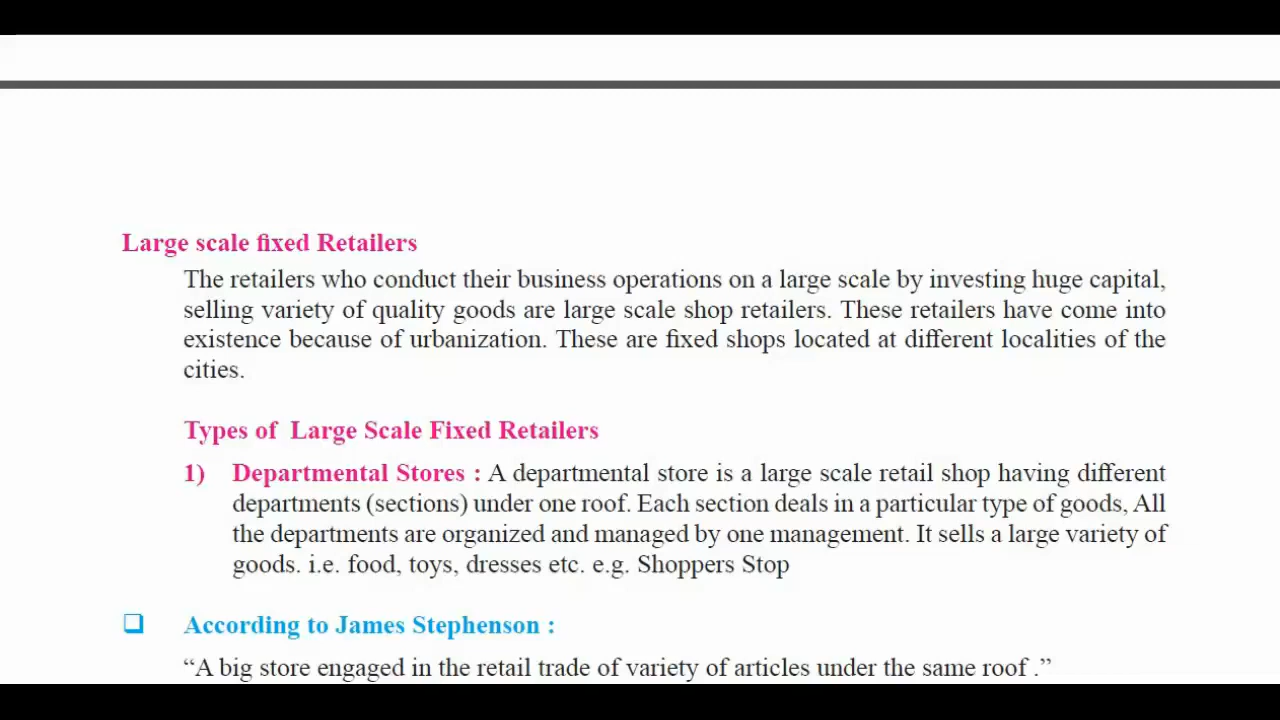 Large scale fixed Retailers
The retailers who conduct their business operations on a large scale by investing huge capital,
selling variety of quality goods are large scale shop retailers. These retailers have come into
existence because of urbanization. These are fixed shops located at different localities of the
cities.
Types of Large Scale Fixed Retailers
1) Departmental Stores : A departmental store is a large scale retail shop having different
departments (sections) under one roof. Each section deals in a particular type of goods, All
the departments are organized and managed by one management. It sells a large variety of
goods. i.e. food, toys, dresses etc. e.g. Shoppers Stop
❑ According to James Stephenson :
“A big store engaged in the retail trade of variety of articles under the same roof .”